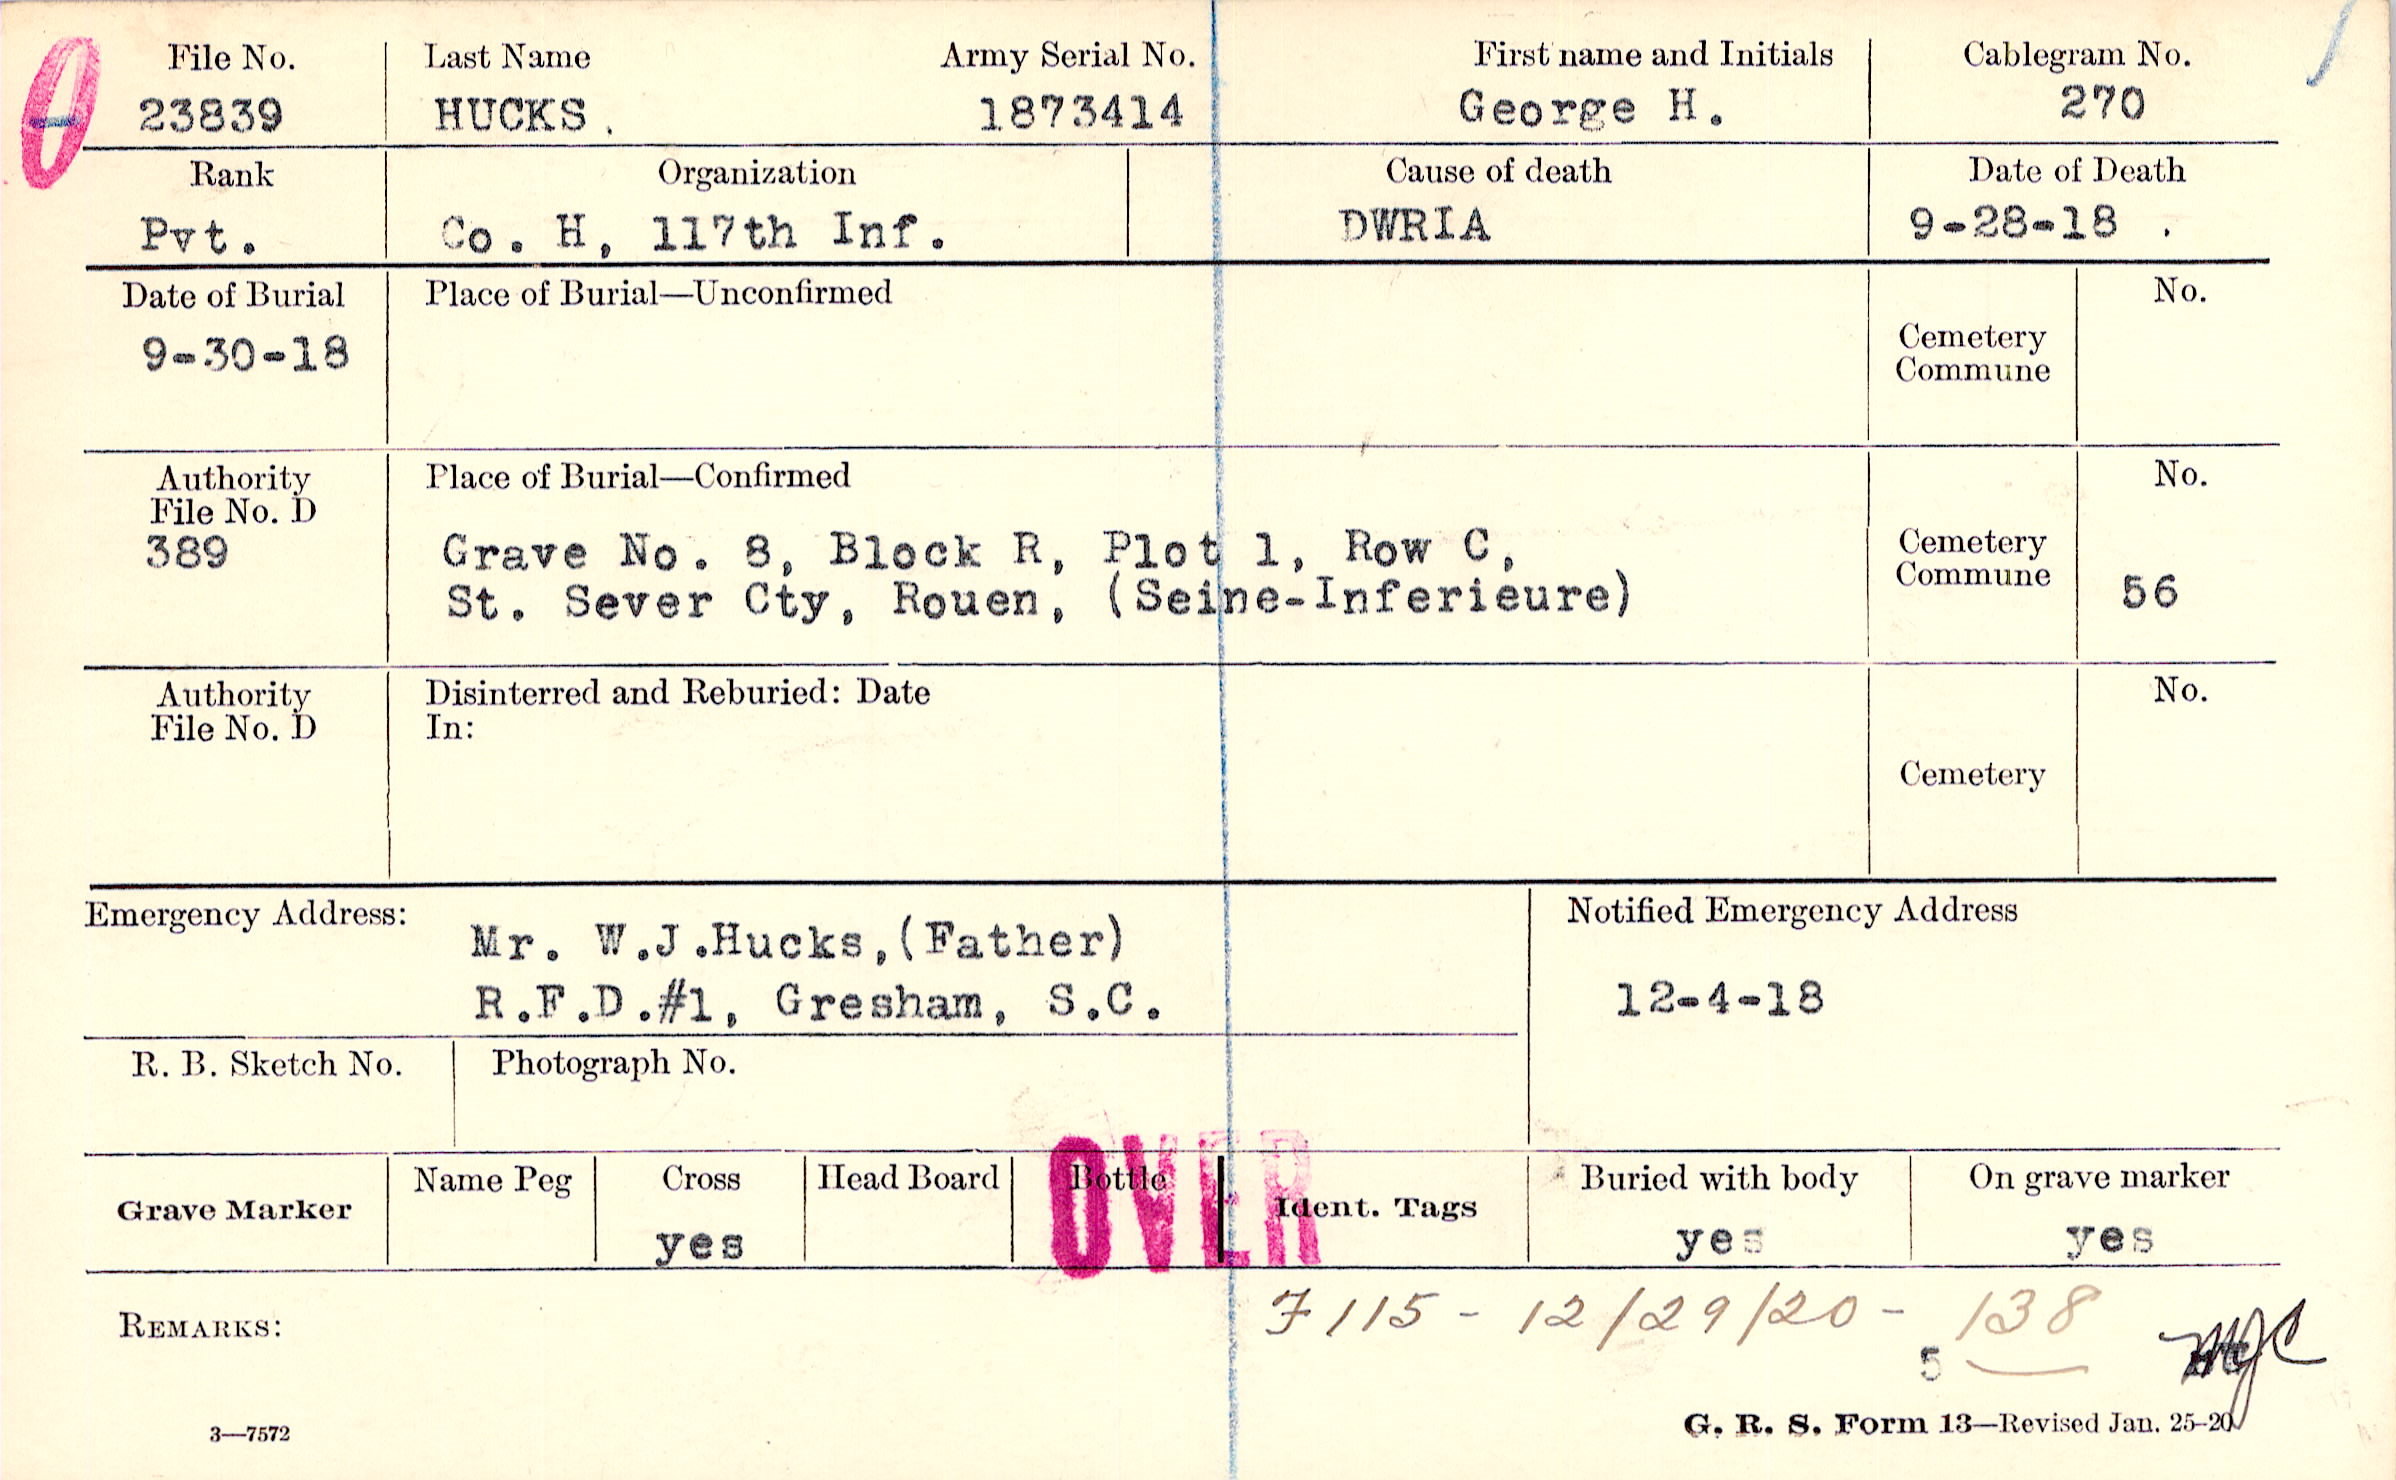 File No. Last Name Army Serial No. First name and Initials Cablegram No.
23839 HUCKS. 1873414 George H. 270
Rank Organization Cause of death Date of Death
Pvt. Co. H, 117th Inf. DWRIA 9-28-18 .
Date of Burial Place of Burial—Unconfirmed No.
9-30-18
Cemetery
Commune
Authority Place of Burial—Confirmed No.
File No. D
389 Grave No. 8, Block R, Plot 1, Row C,
St. Sever Cty, Rouen, (Seine-Inferieure)
Cemetery
Commune 56
Authority Disinterred and Reburied: Date No.
File No. D In:
Cemetery
Emergency Address: Notified Emergency Address
Mr. W.J.Hucks,(Father)
R.F.D.#1, Gresham, S.C. 12-4-18
R. B. Sketch No. Photograph No.
OVER
Grave Marker Name Peg Cross Head Board Bottle Ident. Tags Buried with body On grave marker
yes yes yes
REMARKS: F 115 - 12/29/20 - 138
5 MJC
3—7572 G. R. S. Form 13—Revised Jan. 25-20